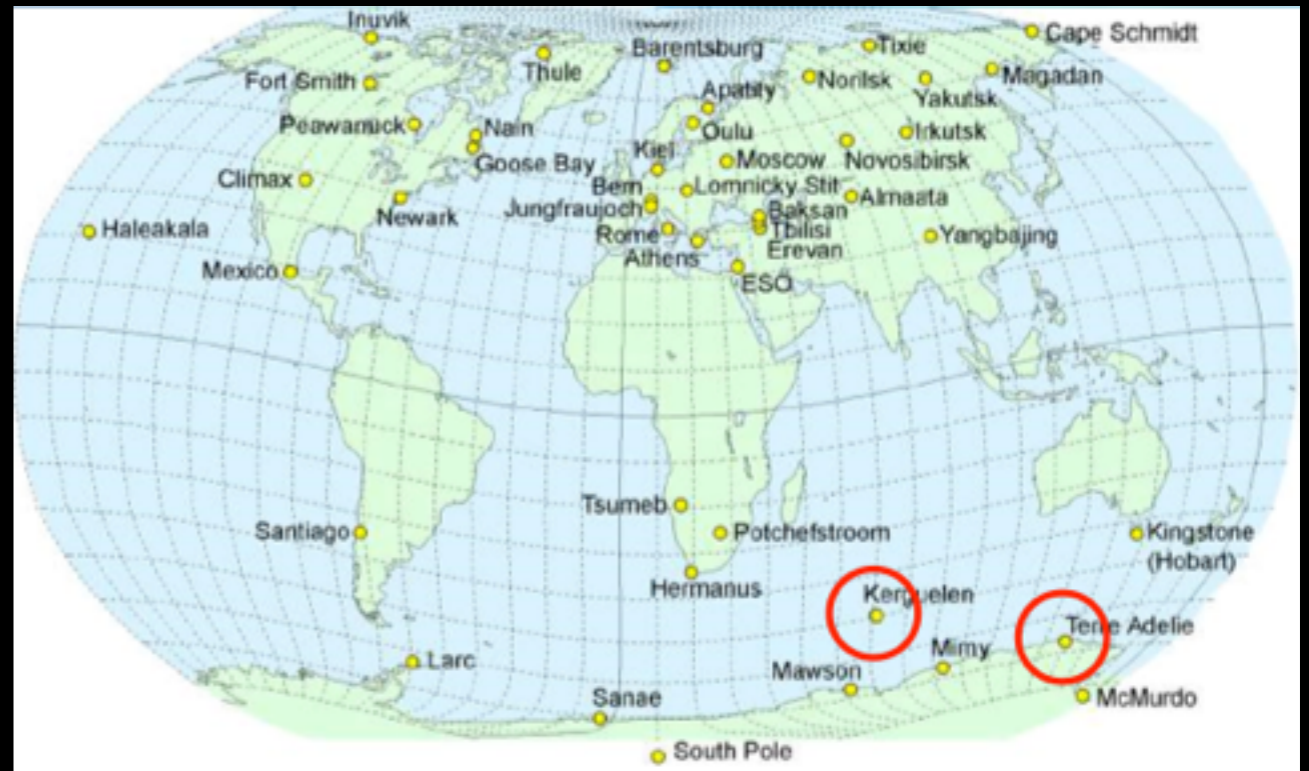 Inuvik
Cape Schmidt
Barentsburg
Tixie
Thule
Norilsk
Magadan
Fort Smith
Apatity
Yakutsk
Peawanuck
Nain
Oulu
Irkutsk
Goose Bay
Kiel
Moscow
Novosibirsk
Climax
Bern
Lomnicky Stit
Almaata
Jungfraujoch
Baksan
Newark
Haleakala
Rome
Tbilisi
Yangbajing
Athens
Erevan
Mexico
ESO
Tsumeb
Santiago
Potchefstroom
Kingstone
(Hobart)
Hermanus
Kerguelen
Terre Adelie
Mirny
Larc
Mawson
Sanae
McMurdo
South Pole